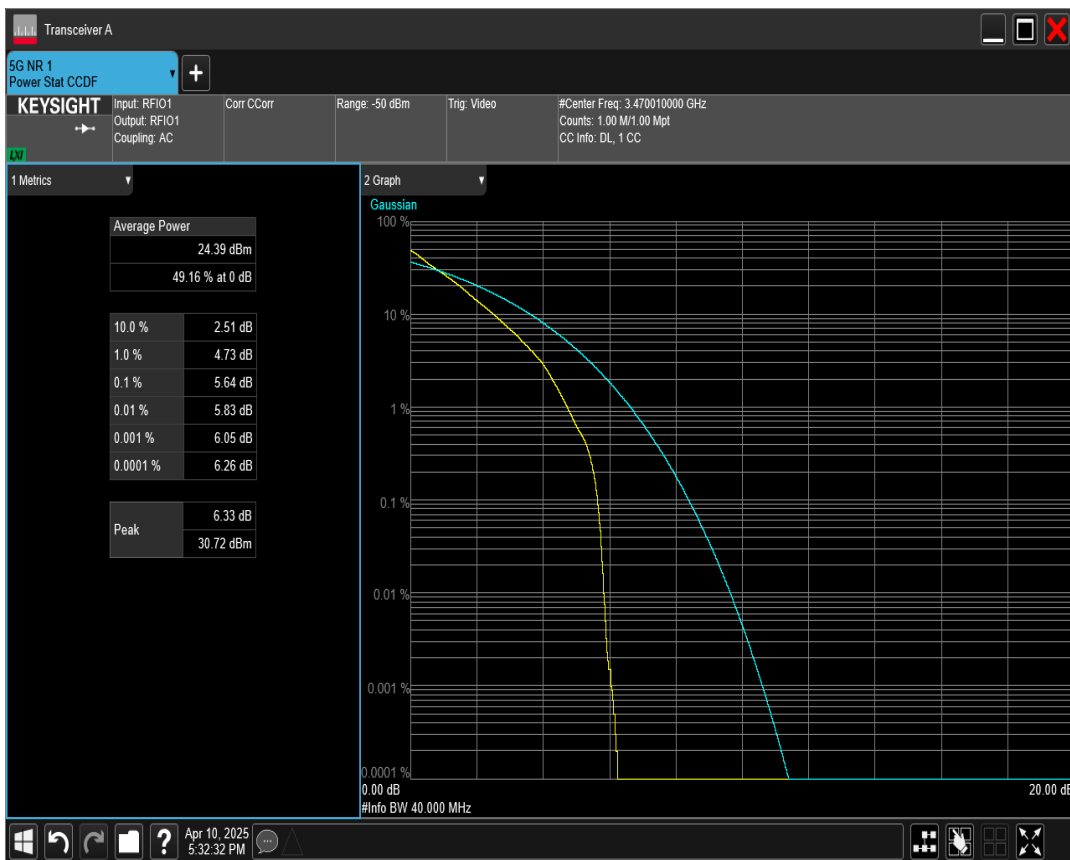 Transceiver A
5G NR 1
Power Stat CCDF
+
KEYSIGHT
LXI
Input: RFIO1
Output: RFIO1
Coupling: AC
Corr CCorr
Range: -50 dBm
Trig: Video
#Center Freq: 3.470010000 GHz
Counts: 1.00 M/1.00 Mpt
CC Info: DL, 1 CC
1 Metrics
Average Power
24.39 dBm
49.16 % at 0 dB
10.0 % 2.51 dB
1.0 % 4.73 dB
0.1 % 5.64 dB
0.01 % 5.83 dB
0.001 % 6.05 dB
0.0001 % 6.26 dB
Peak 6.33 dB
30.72 dBm
2 Graph
Gaussian
100 %
10 %
1 %
0.1 %
0.01 %
0.001 %
0.0001 %
0.00 dB 20.00 dB
#Info BW 40.000 MHz
?
Apr 10, 2025
5:32:32 PM